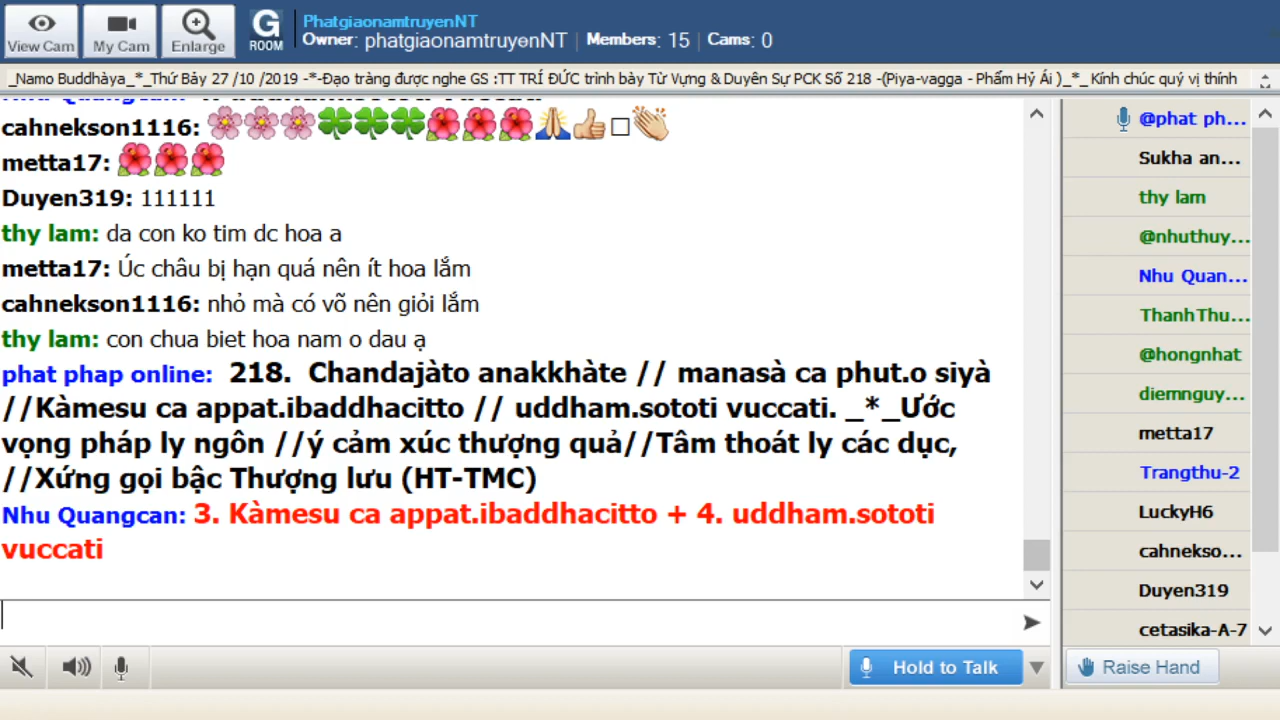 View Cam
My Cam
Enlarge
G
ROOM
PhatgiaonamtruyenNT
Owner: phatgiaonamtruyenNT | Members: 15 | Cams: 0
_Namo Buddhàya_*_Thứ Bảy 27 /10 /2019 -*-Đạo tràng được nghe GS :TT TRÍ ĐỨC trình bày Từ Vựng & Duyên Sự PCK Số 218 -(Piya-vagga - Phẩm Hỷ Ái )_*_Kính chúc quý vị thính
cahnekson1116:
metta17:
Duyen319: 111111
thy lam: da con ko tim dc hoa a
metta17: Úc châu bị hạn quá nên ít hoa lắm
cahnekson1116: nhỏ mà có võ nên giỏi lắm
thy lam: con chua biet hoa nam o dau ạ
phat phap online: 218. Chandajàto anakkhàte // manasà ca phut.o siyà
//Kàmesu ca appat.ibaddhacitto // uddham.sototi vuccati. _*_Ước
vọng pháp ly ngôn //ý cảm xúc thượng quả//Tâm thoát ly các dục,
//Xứng gọi bậc Thượng lưu (HT-TMC)
Nhu Quangcan: 3. Kàmesu ca appat.ibaddhacitto + 4. uddham.sototi
vuccati
@phat ph...
Sukha an...
thy lam
@nhuthuy...
Nhu Quan...
ThanhThu...
@hongnhat
diemnguy...
metta17
Trangthu-2
LuckyH6
cahnekso...
Duyen319
cetasika-A-7
Hold to Talk
Raise Hand